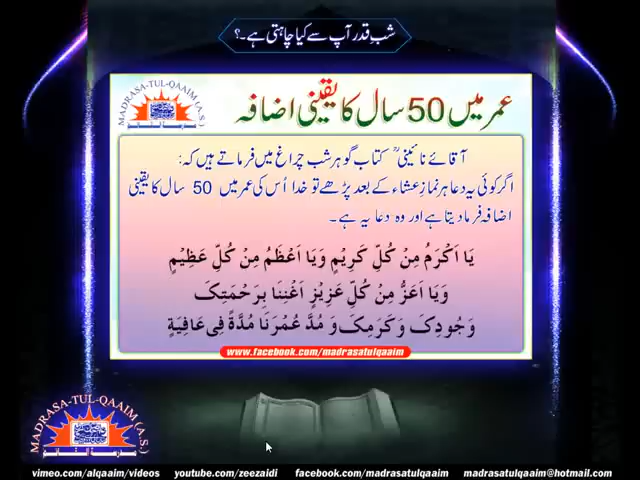 شبِ قدر آپ سے کیا چاہتی ہے۔؟
MADRASA-TUL-QAAIM(A.S.)
عمر میں 50 سال کا یقینی اضافہ
آقائے نائینیؒ کتاب گوہر شب چراغ میں فرماتے ہیں کہ:
اگر کوئی یہ دعا ہر نمازِ عشاء کے بعد پڑھے تو خدا اُس کی عمر میں 50 سال کا یقینی
اضافہ فرما دیتا ہے اور وہ دعا یہ ہے۔
يَا اَكْرَمُ مِنْ كُلِّ كَرِيْمٍ وَيَا اَعْظَمُ مِنْ كُلِّ عَظِيْمٍ
وَيَا اَعَزُّ مِنْ كُلِّ عَزِيْزٍ اَغْنِنَا بِرَحْمَتِكَ
وَجُودِكَ وَكَرَمِكَ وَ مُدَّ عُمْرَنَا مُدَّةً فِي عَافِيَةٍ
www.facebook.com/madrasatulqaaim
MADRASA-TUL-QAAIM(A.S.)
مدرسة القائم
vimeo.com/alqaaim/videos youtube.com/zeezaidi facebook.com/madrasatulqaaim madrasatulqaaim@hotmail.com